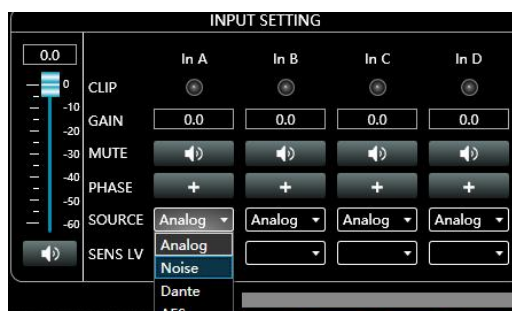 INPUT SETTING
0.0 In A In B In C In D
0 CLIP
-10
GAIN 0.0 0.0 0.0 0.0
-20
-30 MUTE
-40
PHASE + + + +
-50
-60 SOURCE Analog Analog Analog Analog
SENS LV Analog
Noise
Dante
AES